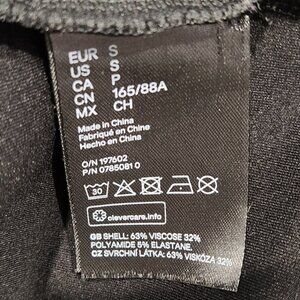 EUR S
US S
CA P
CN 165/88A
MX CH
Made in China
Fabriqué en Chine
Hecho en China
O/N 197602
P/N 0785081 0
30
clevercare.info
GB SHELL: 63% VISCOSE 32%
POLYAMIDE 5% ELASTANE.
CZ SVRCHNÍ LÁTKA: 63% VISKÓZA 32%